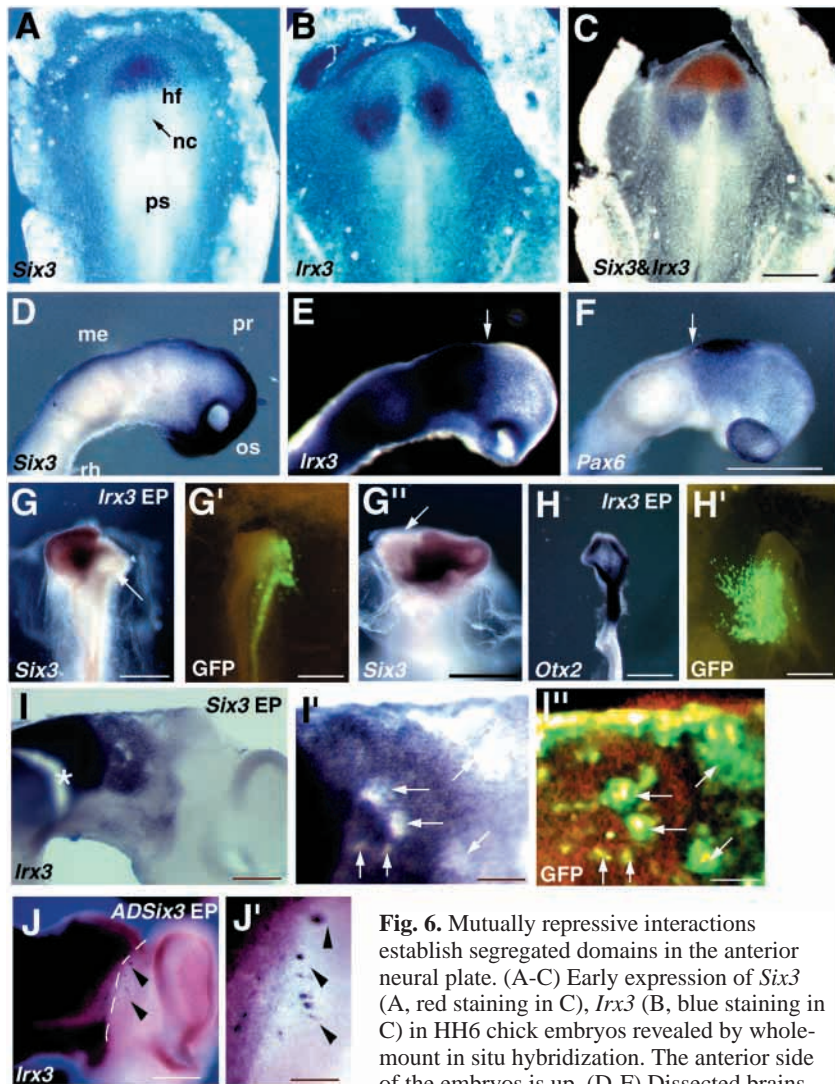 A
hf
nc
ps
Six3
B
Irx3
C
Six3&Irx3
D
me
pr
os
rh
Six3
E
Irx3
F
Pax6
G
Irx3 EP
Six3
G'
GFP
G"
Six3
H
Irx3 EP
Otx2
H'
GFP
I
Six3 EP
*
Irx3
I'
I"
GFP
J
ADSix3 EP
Irx3
J'
Fig. 6. Mutually repressive interactions
establish segregated domains in the anterior
neural plate. (A-C) Early expression of Six3
(A, red staining in C), Irx3 (B, blue staining in
C) in HH6 chick embryos revealed by whole-
mount in situ hybridization. The anterior side
of the embryos is up. (D-F) Dissected brains